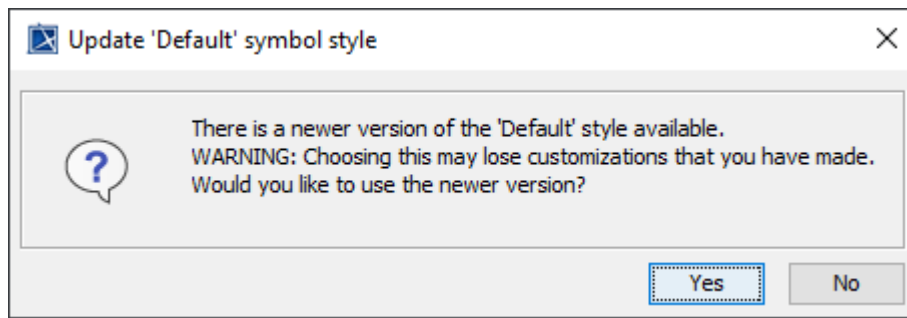 Update 'Default' symbol style
There is a newer version of the 'Default' style available.
WARNING: Choosing this may lose customizations that you have made.
Would you like to use the newer version?
Yes
No